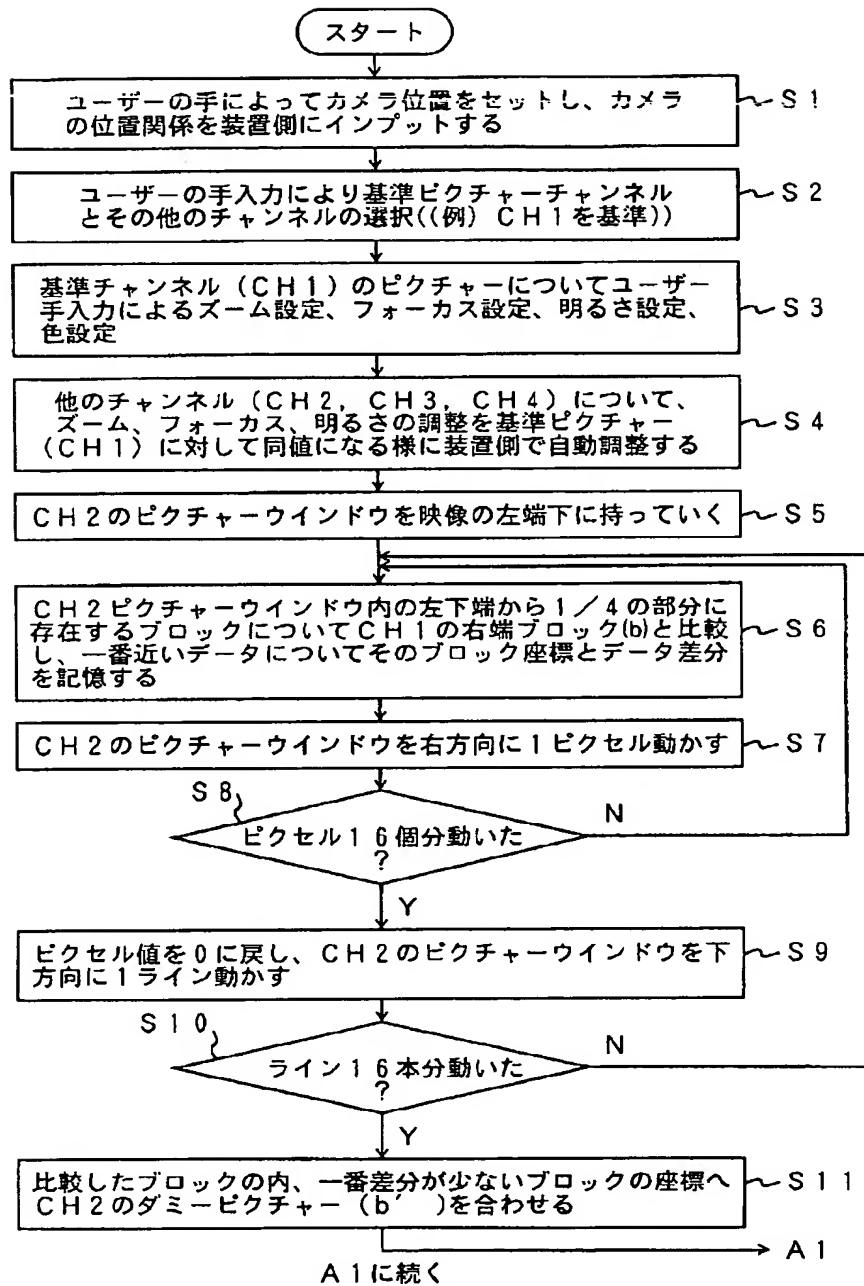 スタート
ユーザーの手によってカメラ位置をセットし、カメラ
の位置関係を装置側にインプットする
S1
ユーザーの手入力により基準ピクチャーチャンネル
とその他のチャンネルの選択((例) CH1を基準))
S2
基準チャンネル(CH1)のピクチャーについてユーザー
手入力によるズーム設定、フォーカス設定、明るさ設定、
色設定
S3
他のチャンネル(CH2, CH3, CH4)について、
ズーム、フォーカス、明るさの調整を基準ピクチャー
(CH1)に対して同値になる様に装置側で自動調整する
S4
CH2のピクチャーウインドウを映像の左端下に持っていく
S5
CH2ピクチャーウインドウ内の左下端から1/4の部分に
存在するブロックについてCH1の右端ブロック(b)と比較
し、一番近いデータについてそのブロック座標とデータ差分
を記憶する
S6
CH2のピクチャーウインドウを右方向に1ピクセル動かす
S7
S8
ピクセル16個分動いた
?
N
Y
ピクセル値を0に戻し、CH2のピクチャーウインドウを下
方向に1ライン動かす
S9
S10
ライン16本分動いた
?
N
Y
比較したブロックの内、一番差分が少ないブロックの座標へ
CH2のダミーピクチャー(b′ )を合わせる
S11
A1
A1に続く